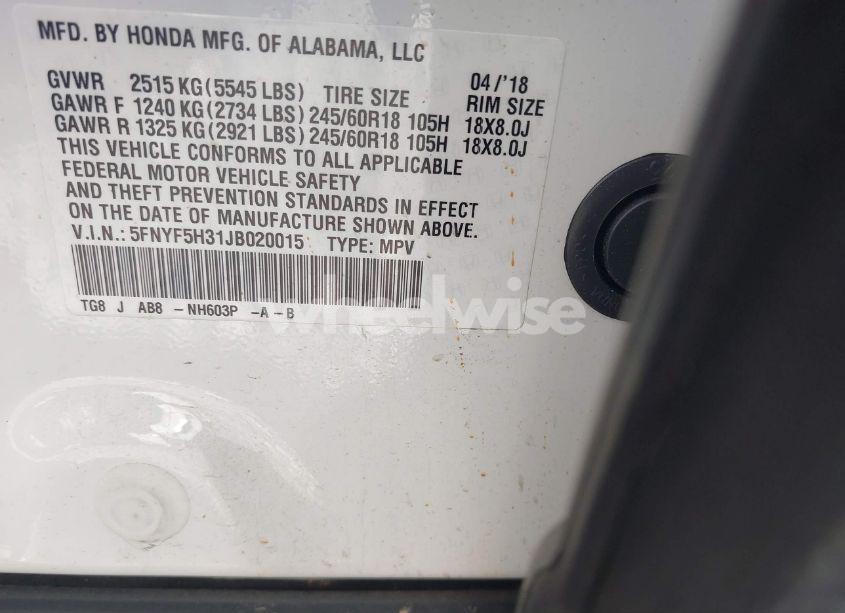 MFD. BY HONDA MFG. OF ALABAMA, LLC
04/'18
GVWR 2515 KG(5545 LBS) TIRE SIZE RIM SIZE
GAWR F 1240 KG(2734 LBS) 245/60R18 105H 18X8.0J
GAWR R 1325 KG(2921 LBS) 245/60R18 105H 18X8.0J
THIS VEHICLE CONFORMS TO ALL APPLICABLE
FEDERAL MOTOR VEHICLE SAFETY
AND THEFT PREVENTION STANDARDS IN EFFECT
ON THE DATE OF MANUFACTURE SHOWN ABOVE.
V.I.N.: 5FNYF5H31JB020015 TYPE: MPV
TG8 J AB8 -NH603P -A -B
wheelwise